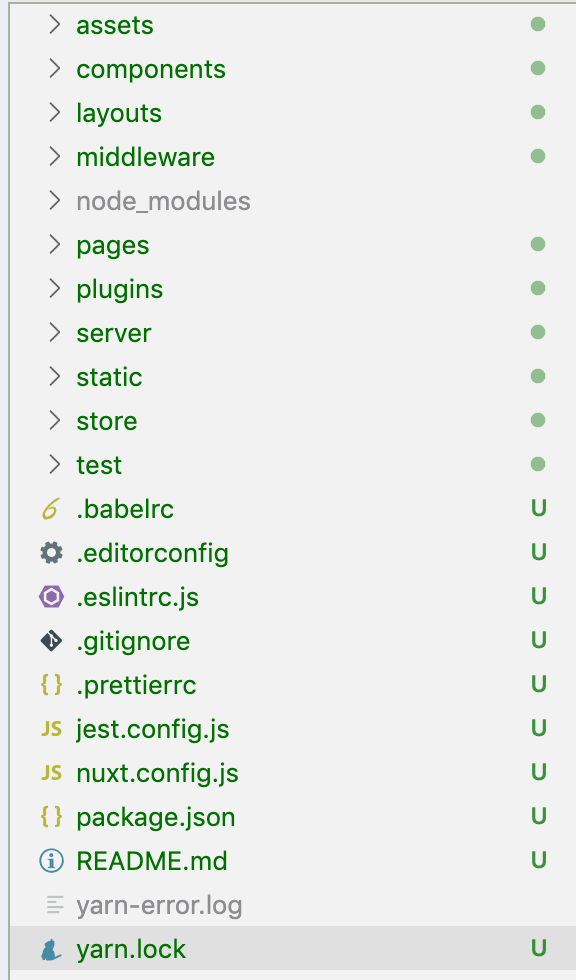 assets
components
layouts
middleware
node_modules
pages
plugins
server
static
store
test
.babelrc U
.editorconfig U
.eslintrc.js U
.gitignore U
{ } .prettierrc U
JS jest.config.js U
JS nuxt.config.js U
{ } package.json U
README.md U
yarn-error.log
yarn.lock U